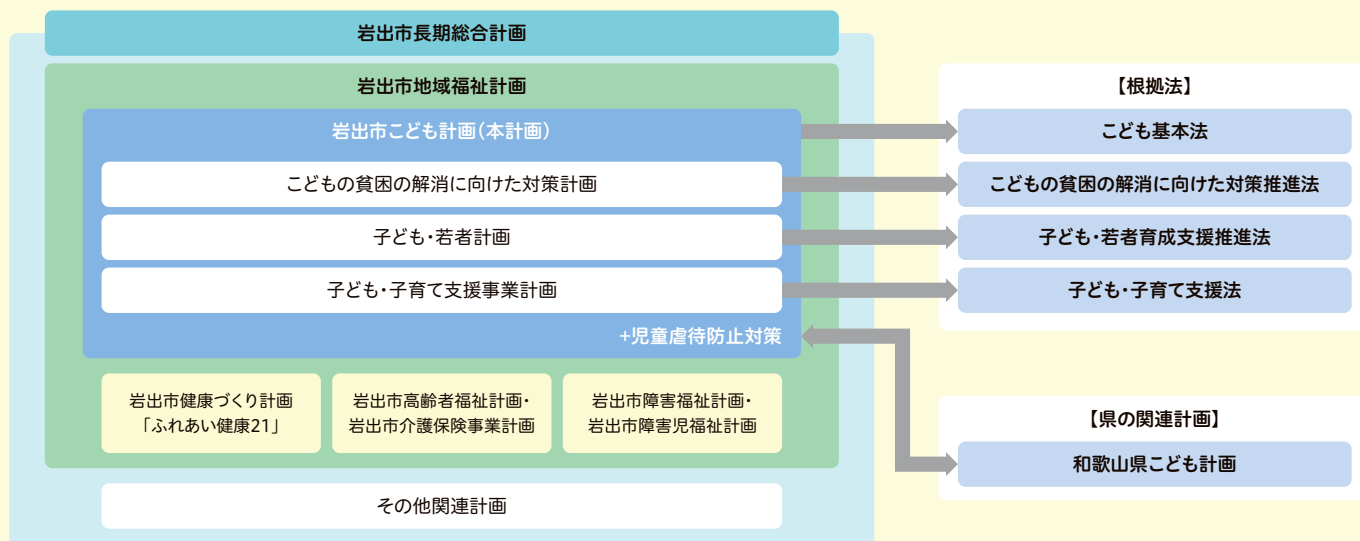 岩出市長期総合計画
岩出市地域福祉計画
岩出市こども計画(本計画)
こどもの貧困の解消に向けた対策計画
子ども・若者計画
子ども・子育て支援事業計画
+児童虐待防止対策
岩出市健康づくり計画
「ふれあい健康21」
岩出市高齢者福祉計画・
岩出市介護保険事業計画
岩出市障害福祉計画・
岩出市障害児福祉計画
その他関連計画
【根拠法】
こども基本法
こどもの貧困の解消に向けた対策推進法
子ども・若者育成支援推進法
子ども・子育て支援法
【県の関連計画】
和歌山県こども計画